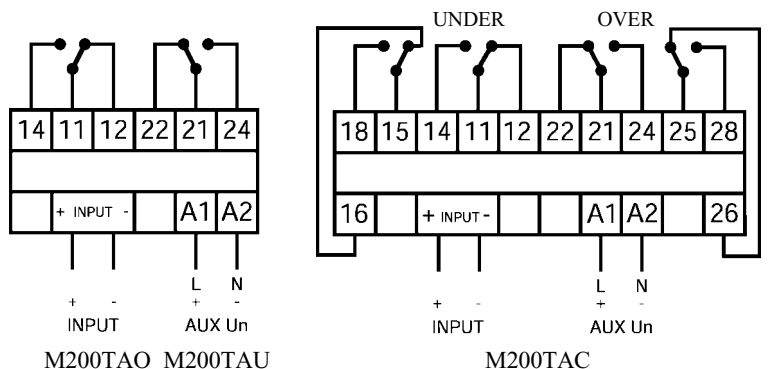 UNDER OVER
14 11 12 22 21 24
+ INPUT - A1 A2
L N
+ - + -
INPUT AUX Un
M200TAO M200TAU
18 15 14 11 12 22 21 24 25 28
16 + INPUT - A1 A2 26
L N
+ - + -
INPUT AUX Un
M200TAC